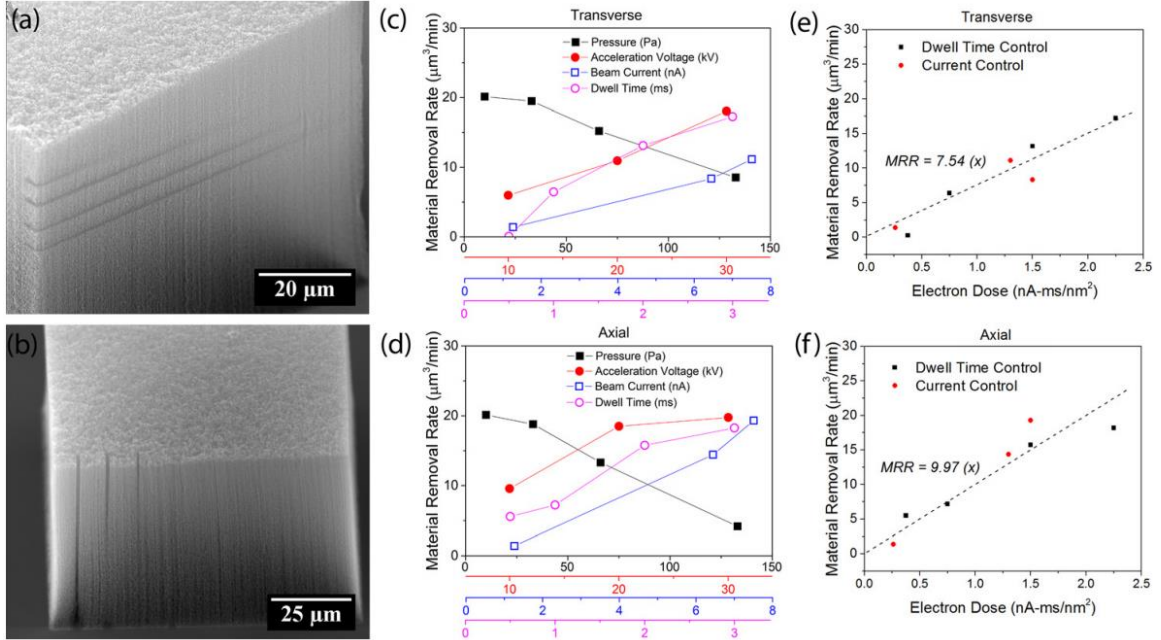 (a)
20 μm
(b)
25 μm
(c)
Transverse
Material Removal Rate (μm³/min)
30
20
10
0
Pressure (Pa)
Acceleration Voltage (kV)
Beam Current (nA)
Dwell Time (ms)
0 50 100 150
10 20 30
0 2 4 6 8
0 1 2 3
(d)
Axial
Material Removal Rate (μm³/min)
30
20
10
0
Pressure (Pa)
Acceleration Voltage (kV)
Beam Current (nA)
Dwell Time (ms)
0 50 100 150
10 20 30
0 2 4 6 8
0 1 2 3
(e)
Transverse
Material Removal Rate (μm³/min)
30
25
20
15
10
5
0
Dwell Time Control
Current Control
MRR = 7.54 (x)
0.0 0.5 1.0 1.5 2.0 2.5
Electron Dose (nA-ms/nm²)
(f)
Axial
Material Removal Rate (μm³/min)
30
25
20
15
10
5
0
Dwell Time Control
Current Control
MRR = 9.97 (x)
0.0 0.5 1.0 1.5 2.0 2.5
Electron Dose (nA-ms/nm²)